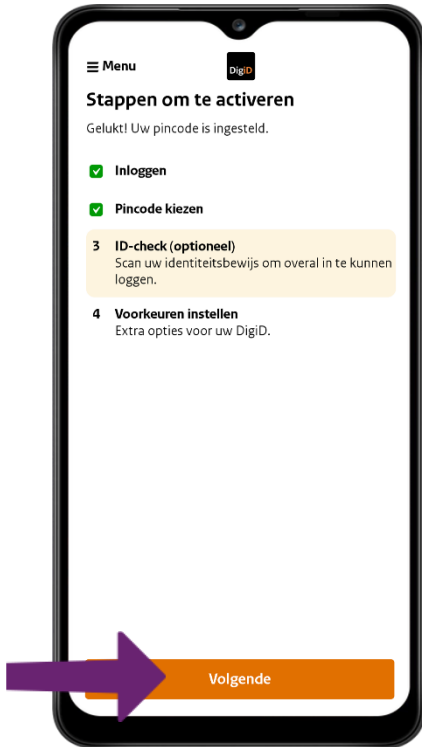 Menu
DigiD
Stappen om te activeren
Gelukt! Uw pincode is ingesteld.
Inloggen
Pincode kiezen
3 ID-check (optioneel)
Scan uw identiteitsbewijs om overal in te kunnen
loggen.
4 Voorkeuren instellen
Extra opties voor uw DigiD.
Volgende